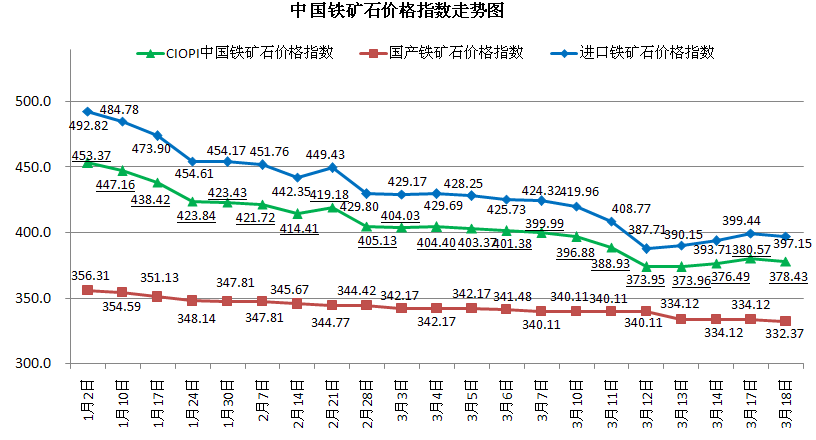 中国铁矿石价格指数走势图
CIOPI中国铁矿石价格指数 国产铁矿石价格指数 进口铁矿石价格指数
500.0
450.0
400.0
350.0
300.0
492.82 484.78 473.90 454.61 454.17 451.76 442.35 449.43 429.80 429.17 429.69 428.25 425.73 424.32 419.96 408.77 387.71 390.15 393.71 399.44 397.15
453.37 447.16 438.42 423.84 423.43 421.72 414.41 419.18 405.13 404.03 404.40 403.37 401.38 399.99 396.88 388.93 373.95 373.96 376.49 380.57 378.43
356.31 354.59 351.13 348.14 347.81 347.81 345.67 344.77 344.42 342.17 342.17 342.17 341.48 340.11 340.11 340.11 340.11 334.12 334.12 334.12 332.37
1月2日 1月10日 1月17日 1月24日 1月30日 2月7日 2月14日 2月21日 2月28日 3月3日 3月4日 3月5日 3月6日 3月7日 3月10日 3月11日 3月12日 3月13日 3月14日 3月17日 3月18日